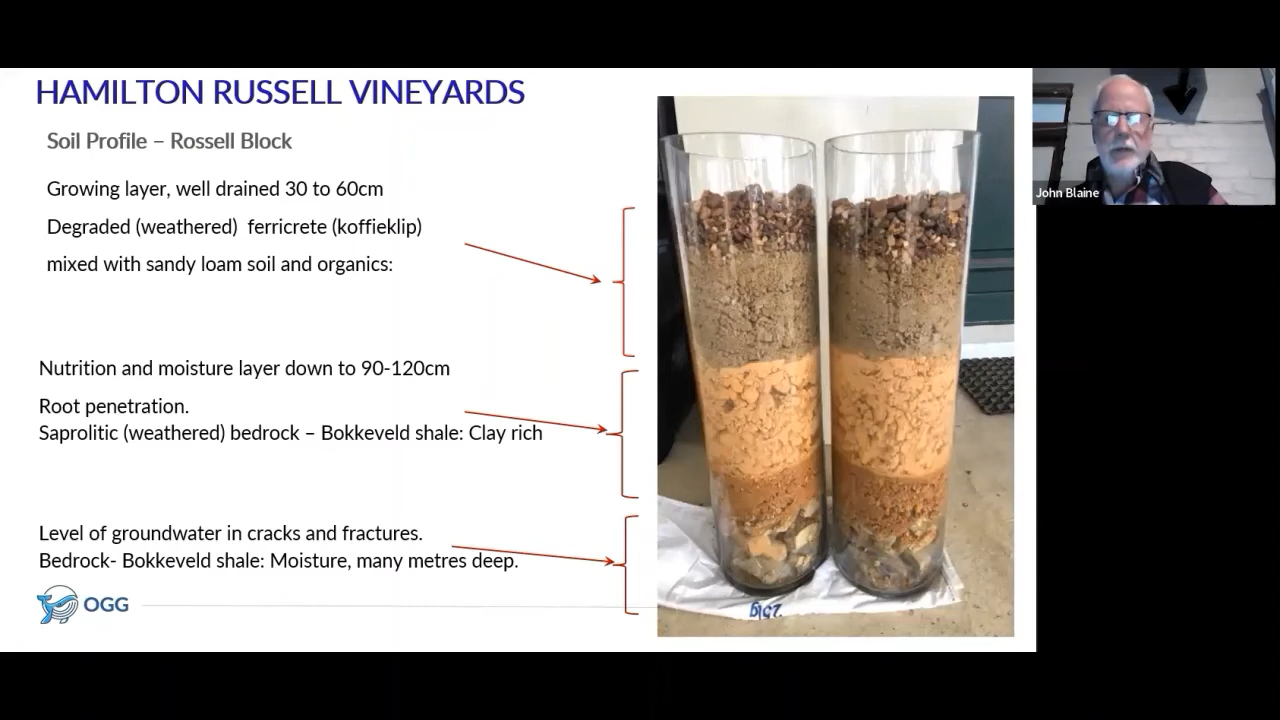 HAMILTON RUSSELL VINEYARDS
Soil Profile – Rossell Block
Growing layer, well drained 30 to 60cm
Degraded (weathered)  ferricrete (koffieklip)
mixed with sandy loam soil and organics:
Nutrition and moisture layer down to 90-120cm
Root penetration.
Saprolitic (weathered) bedrock – Bokkeveld shale: Clay rich
Level of groundwater in cracks and fractures.
Bedrock- Bokkeveld shale: Moisture, many metres deep.
OGG
John Blaine